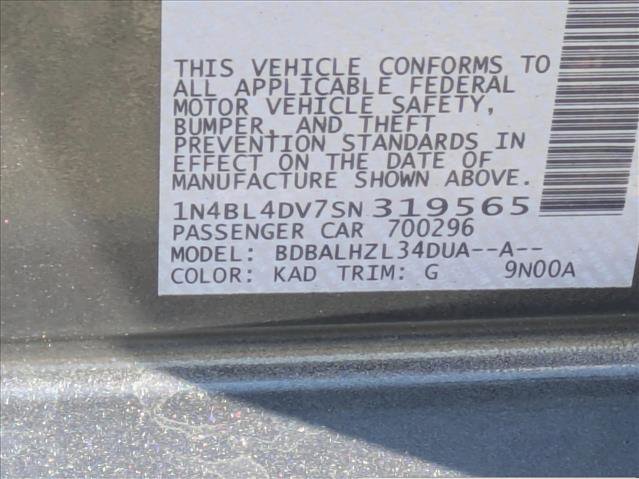 THIS VEHICLE CONFORMS TO
ALL APPLICABLE FEDERAL
MOTOR VEHICLE SAFETY,
BUMPER, AND THEFT
PREVENTION STANDARDS IN
EFFECT ON THE DATE OF
MANUFACTURE SHOWN ABOVE.
1N4BL4DV7SN 319565
PASSENGER CAR 700296
MODEL: BDBALHZL34DUA--A--
COLOR: KAD TRIM: G 9N00A